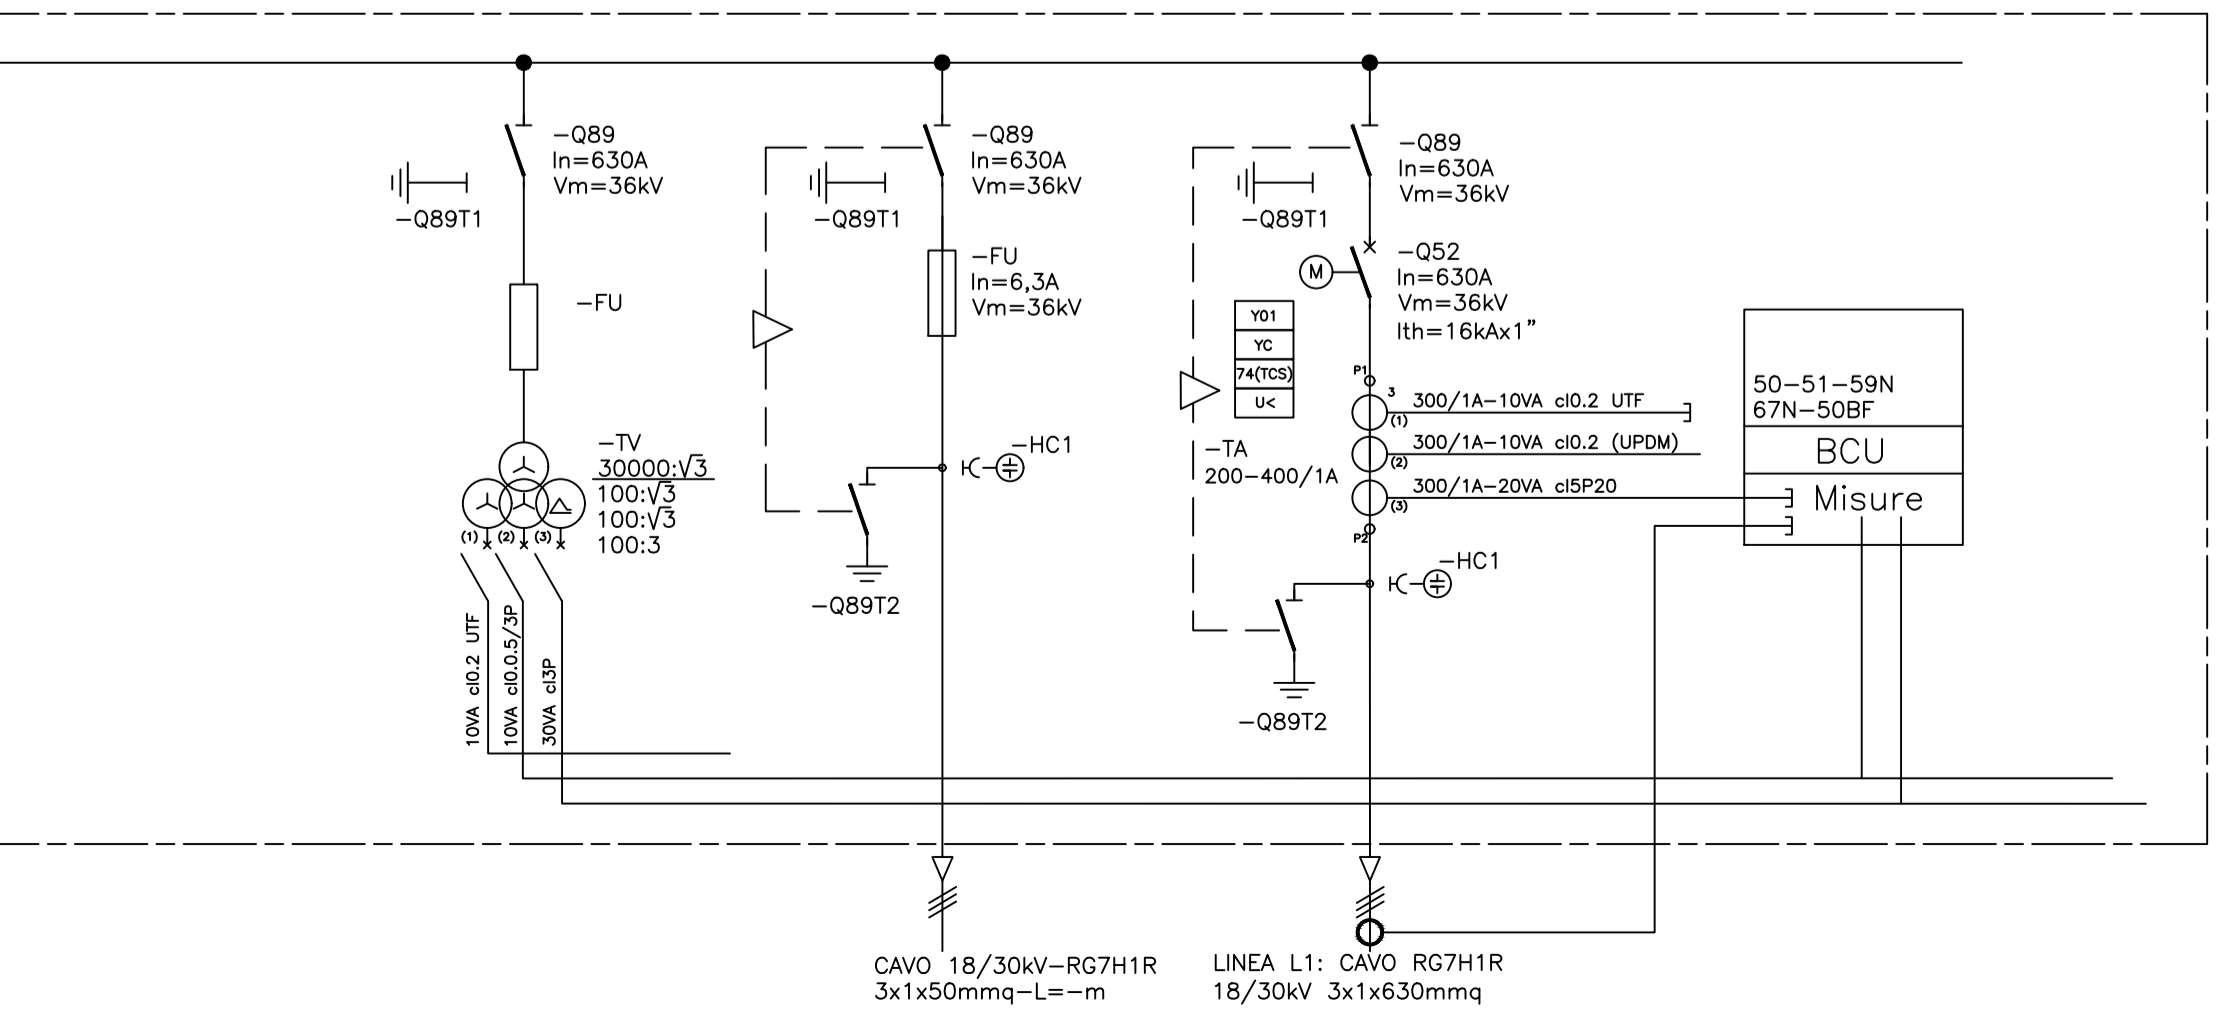 -Q89
In=630A
Vm=36kV
-Q89T1
-FU
-TV
30000:√3
100:√3
100:√3
100:3
(1)
(2)
(3)
10VA cl0.2 UTF
10VA cl0.0.5/3P
30VA cl3P
-Q89
In=630A
Vm=36kV
-Q89T1
-FU
In=6,3A
Vm=36kV
-HC1
-Q89T2
CAVO 18/30kV-RG7H1R
3x1x50mmq-L=-m
-Q89
In=630A
Vm=36kV
-Q89T1
-Q52
In=630A
Vm=36kV
Ith=16kAx1"
M
Y01
YC
74(TCS)
U<
P1
3
300/1A-10VA cl0.2 UTF
(1)
300/1A-10VA cl0.2 (UPDM)
(2)
-TA
200-400/1A
300/1A-20VA cl5P20
(3)
P2
-HC1
-Q89T2
50-51-59N
67N-50BF
BCU
Misure
LINEA L1: CAVO RG7H1R
18/30kV 3x1x630mmq